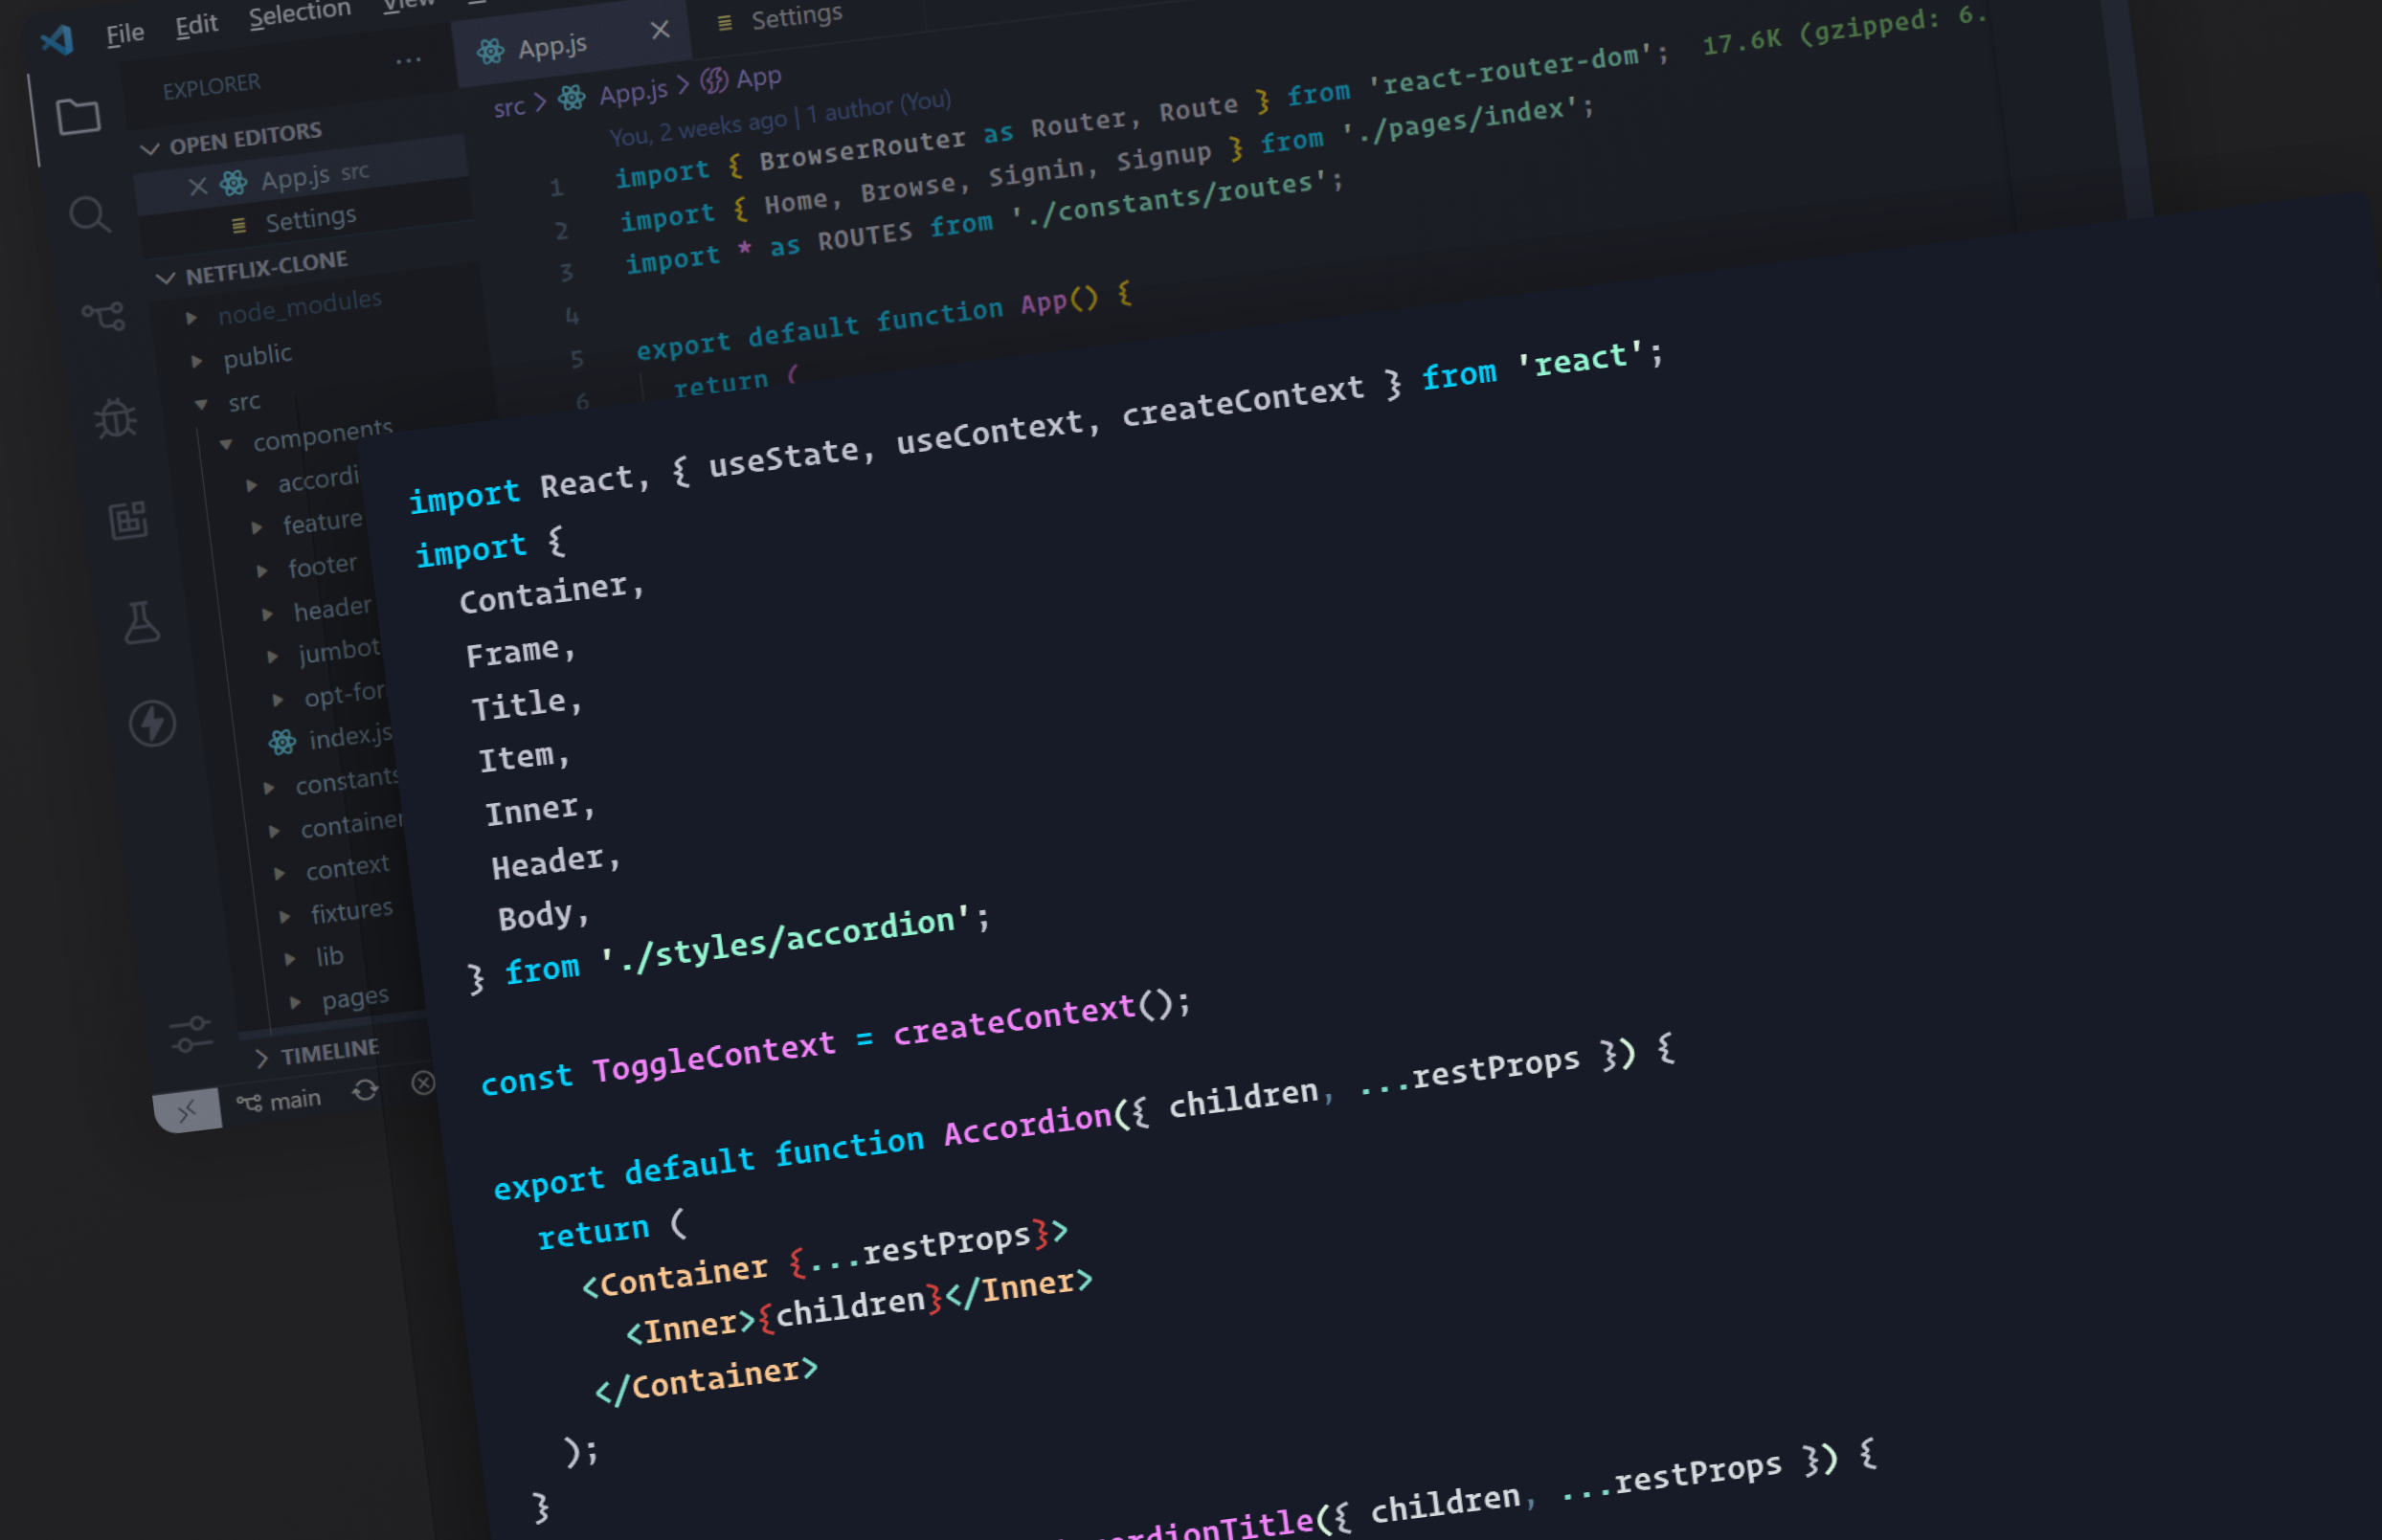 File Edit Selection View
EXPLORER ...
OPEN EDITORS
App.js src
Settings
NETFLIX-CLONE
node_modules
public
src
components
accordi
feature
footer
header
jumbot
opt-for
index.js
constants
container
context
fixtures
lib
pages
TIMELINE
main
App.js Settings
src > App.js > App
You, 2 weeks ago | 1 author (You)
1 import { BrowserRouter as Router, Route } from 'react-router-dom'; 17.6K (gzipped: 6.
2 import { Home, Browse, Signin, Signup } from './pages/index';
3 import * as ROUTES from './constants/routes';
4
5 export default function App() {
6 return (
import React, { useState, useContext, createContext } from 'react';
import {
Container,
Frame,
Title,
Item,
Inner,
Header,
Body,
} from './styles/accordion';
const ToggleContext = createContext();
export default function Accordion({ children, ...restProps }) {
return (
<Container {...restProps}>
<Inner>{children}</Inner>
</Container>
);
}
ordionTitle({ children, ...restProps }) {